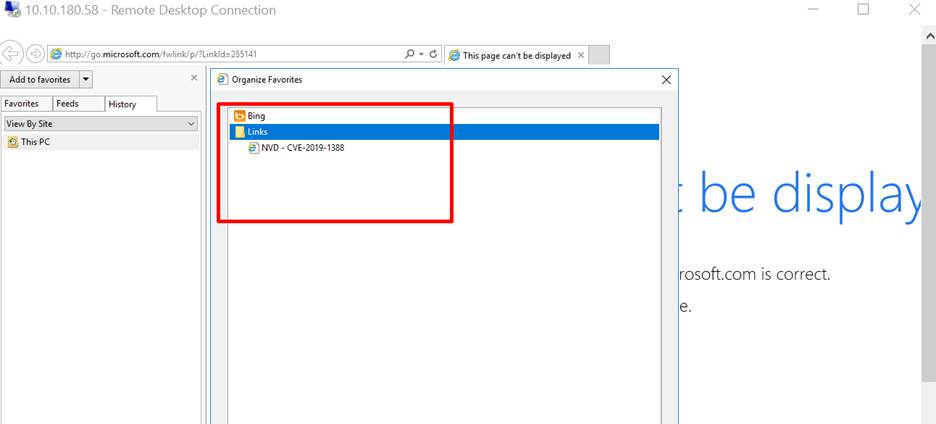 10.10.180.58 - Remote Desktop Connection
http://go.microsoft.com/fwlink/p/?LinkId=255141
This page can't be displayed
Add to favorites
Organize Favorites
Favorites Feeds History
View By Site
This PC
Bing
Links
NVD - CVE-2019-1388
t be display
rosoft.com is correct.
e.